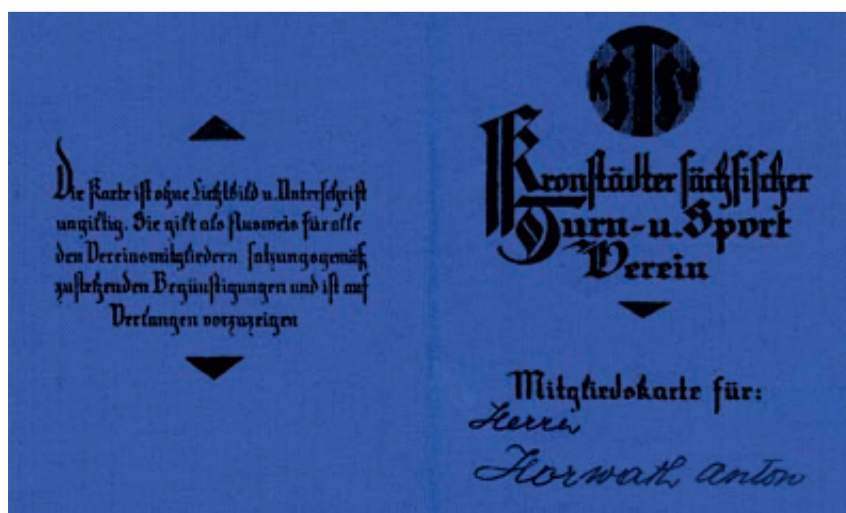 Die Karte ist ohne Lichtbild u. Unterschrift
ungiltig. Sie gilt als Ausweis für alle
den Vereinsmitgliedern satzungsgemäß
zustehenden Begünstigungen und ist auf
Verlangen vorzuzeigen
KSTSV
Kronstädter sächsischer
Turn- u. Sport
Verein
Mitgliedskarte für:
Herrn
Horwath Anton